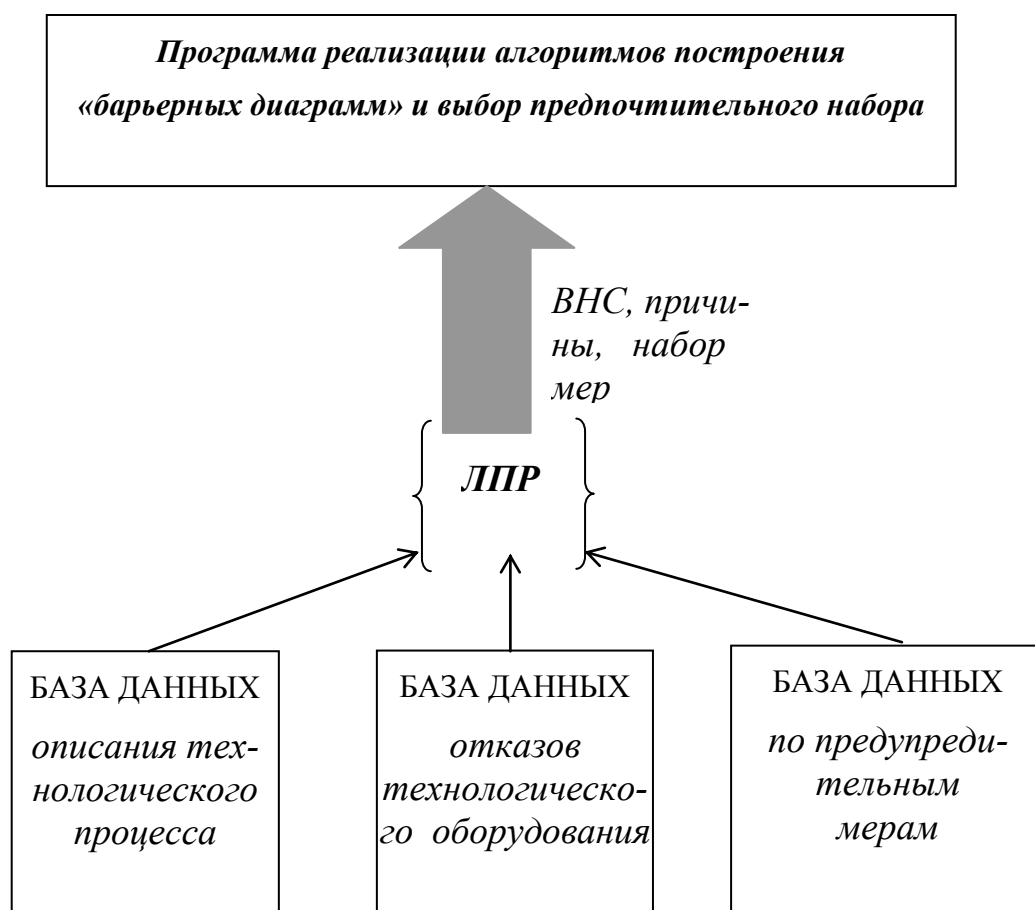 Программа реализации алгоритмов построения
«барьерных диаграмм» и выбор предпочтительного набора
ВНС, причи-
ны, набор
мер
ЛПР
БАЗА ДАННЫХ
описания тех-
нологического
процесса
БАЗА ДАННЫХ
отказов
технологическо-
го оборудования
БАЗА ДАННЫХ
по предупреди-
тельным
мерам